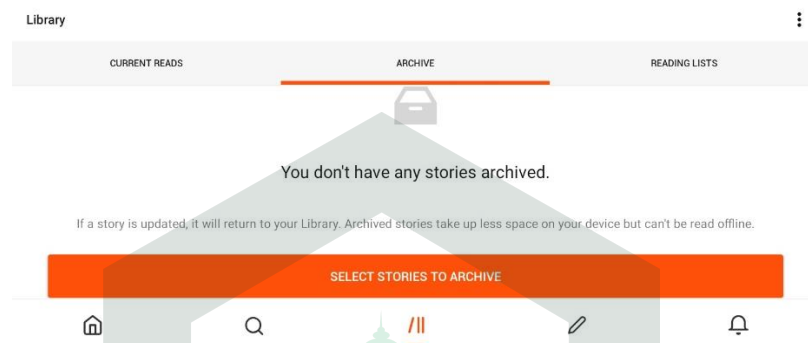 Library
CURRENT READS ARCHIVE READING LISTS
You don't have any stories archived.
If a story is updated, it will return to your Library. Archived stories take up less space on your device but can't be read offline.
SELECT STORIES TO ARCHIVE